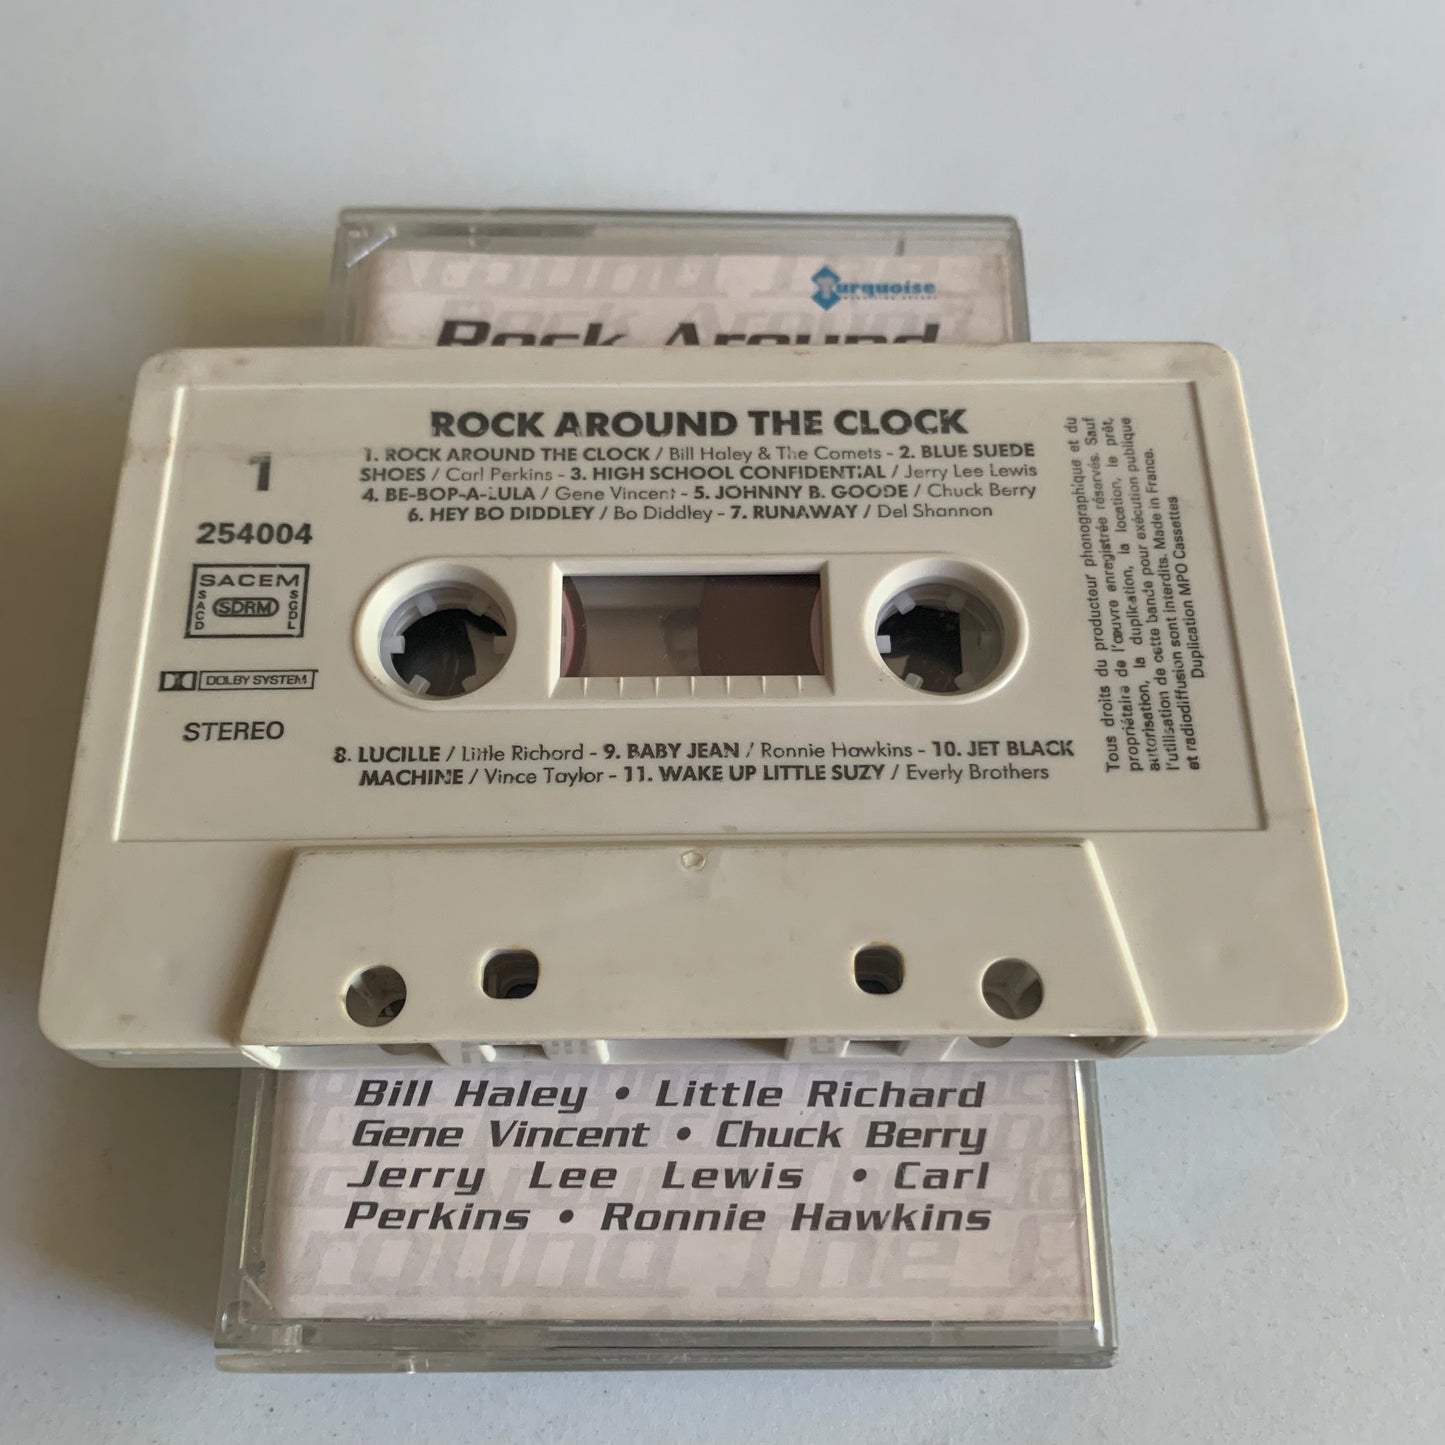 Turquoise
Rock Around
ROCK AROUND THE CLOCK
1. ROCK AROUND THE CLOCK / Bill Haley & The Comets - 2. BLUE SUEDE
SHOES / Carl Perkins - 3. HIGH SCHOOL CONFIDENTIAL / Jerry Lee Lewis
4. BE-BOP-A-LULA / Gene Vincent - 5. JOHNNY B. GOODE / Chuck Berry
6. HEY BO DIDDLEY / Bo Diddley - 7. RUNAWAY / Del Shannon
1
254004
SACEM
SACD
SDRM
SGDL
DOLBY SYSTEM
STEREO
8. LUCILLE / Little Richard - 9. BABY JEAN / Ronnie Hawkins - 10. JET BLACK
MACHINE / Vince Taylor - 11. WAKE UP LITTLE SUZY / Everly Brothers
Tous droits du producteur phonographique et du
propriétaire de l'œuvre enregistrée réservés. Sauf
autorisation, la duplication, la location, le prêt,
l'utilisation de cette bande pour exécution publique
et radiodiffusion sont interdits. Made in France.
Duplication MPO Cassettes
Bill Haley • Little Richard
Gene Vincent • Chuck Berry
Jerry Lee Lewis • Carl
Perkins • Ronnie Hawkins